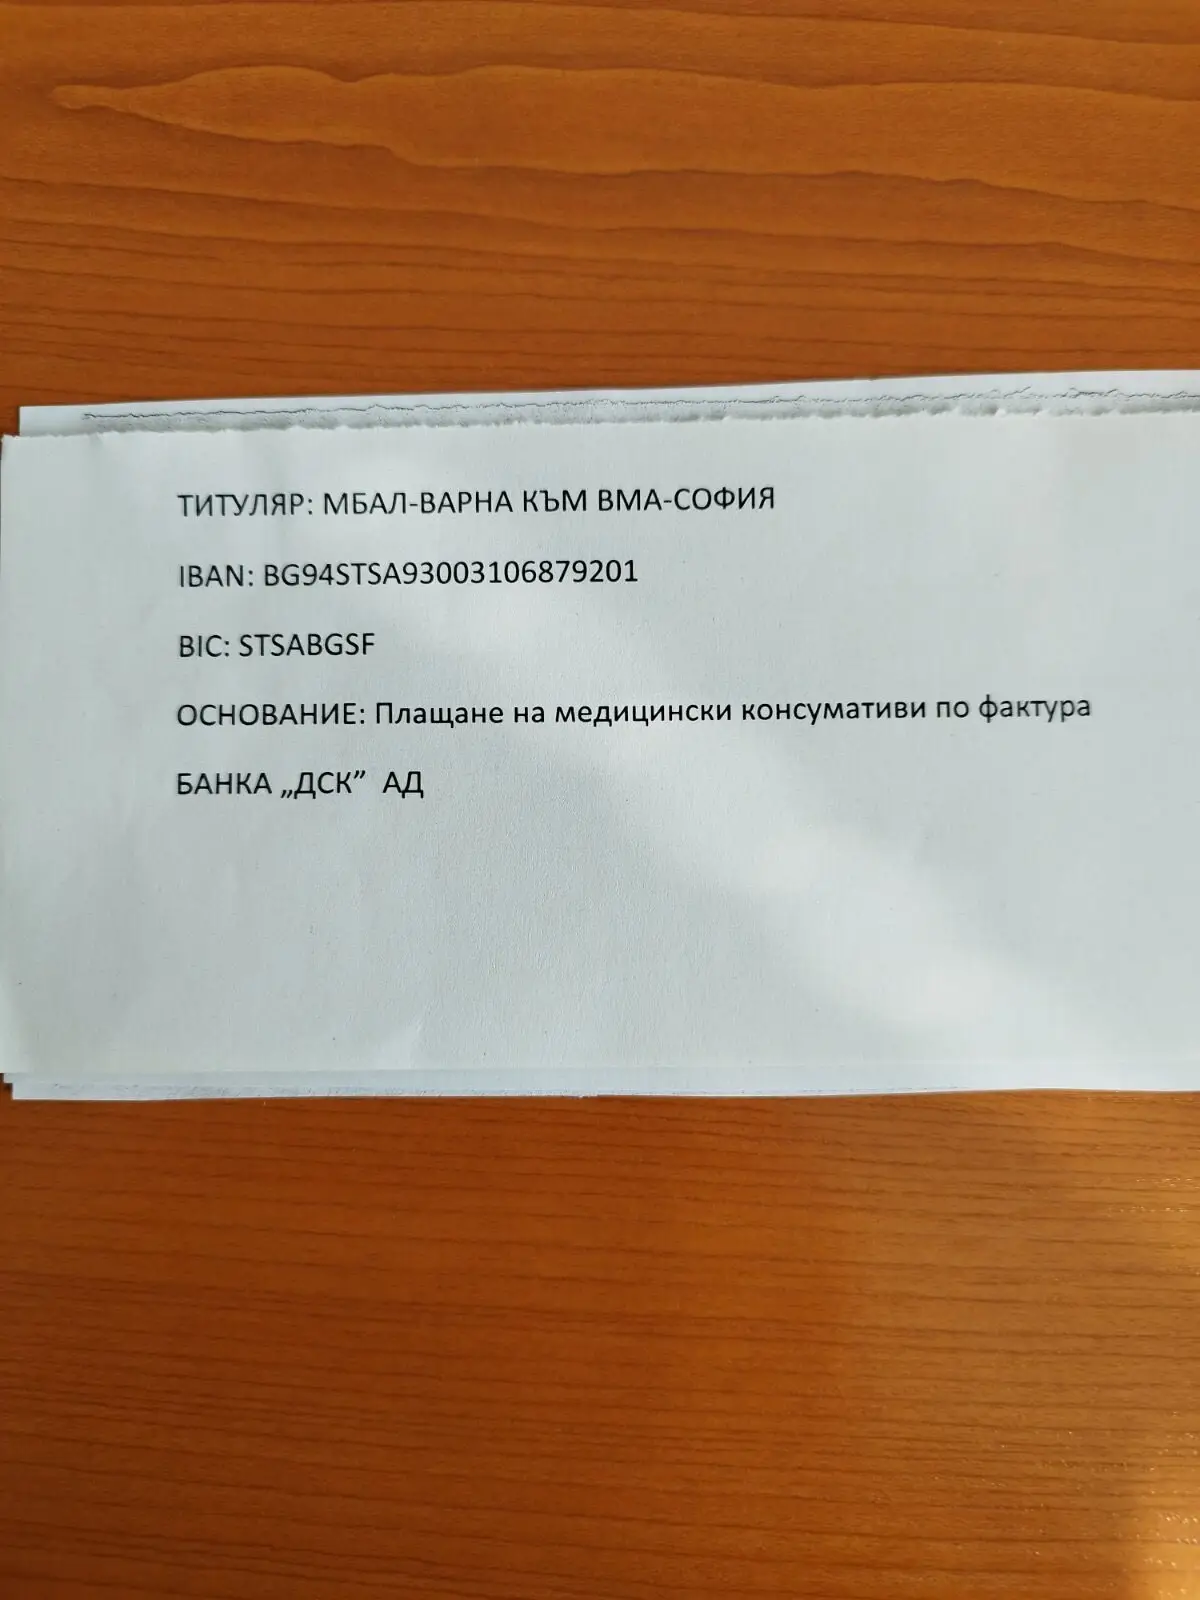 ТИТУЛЯР: МБАЛ-ВАРНА КЪМ ВМА-СОФИЯ
IBAN: BG94STSA93003106879201
BIC: STSABGSF
ОСНОВАНИЕ: Плащане на медицински консумативи по фактура
БАНКА „ДСК” АД